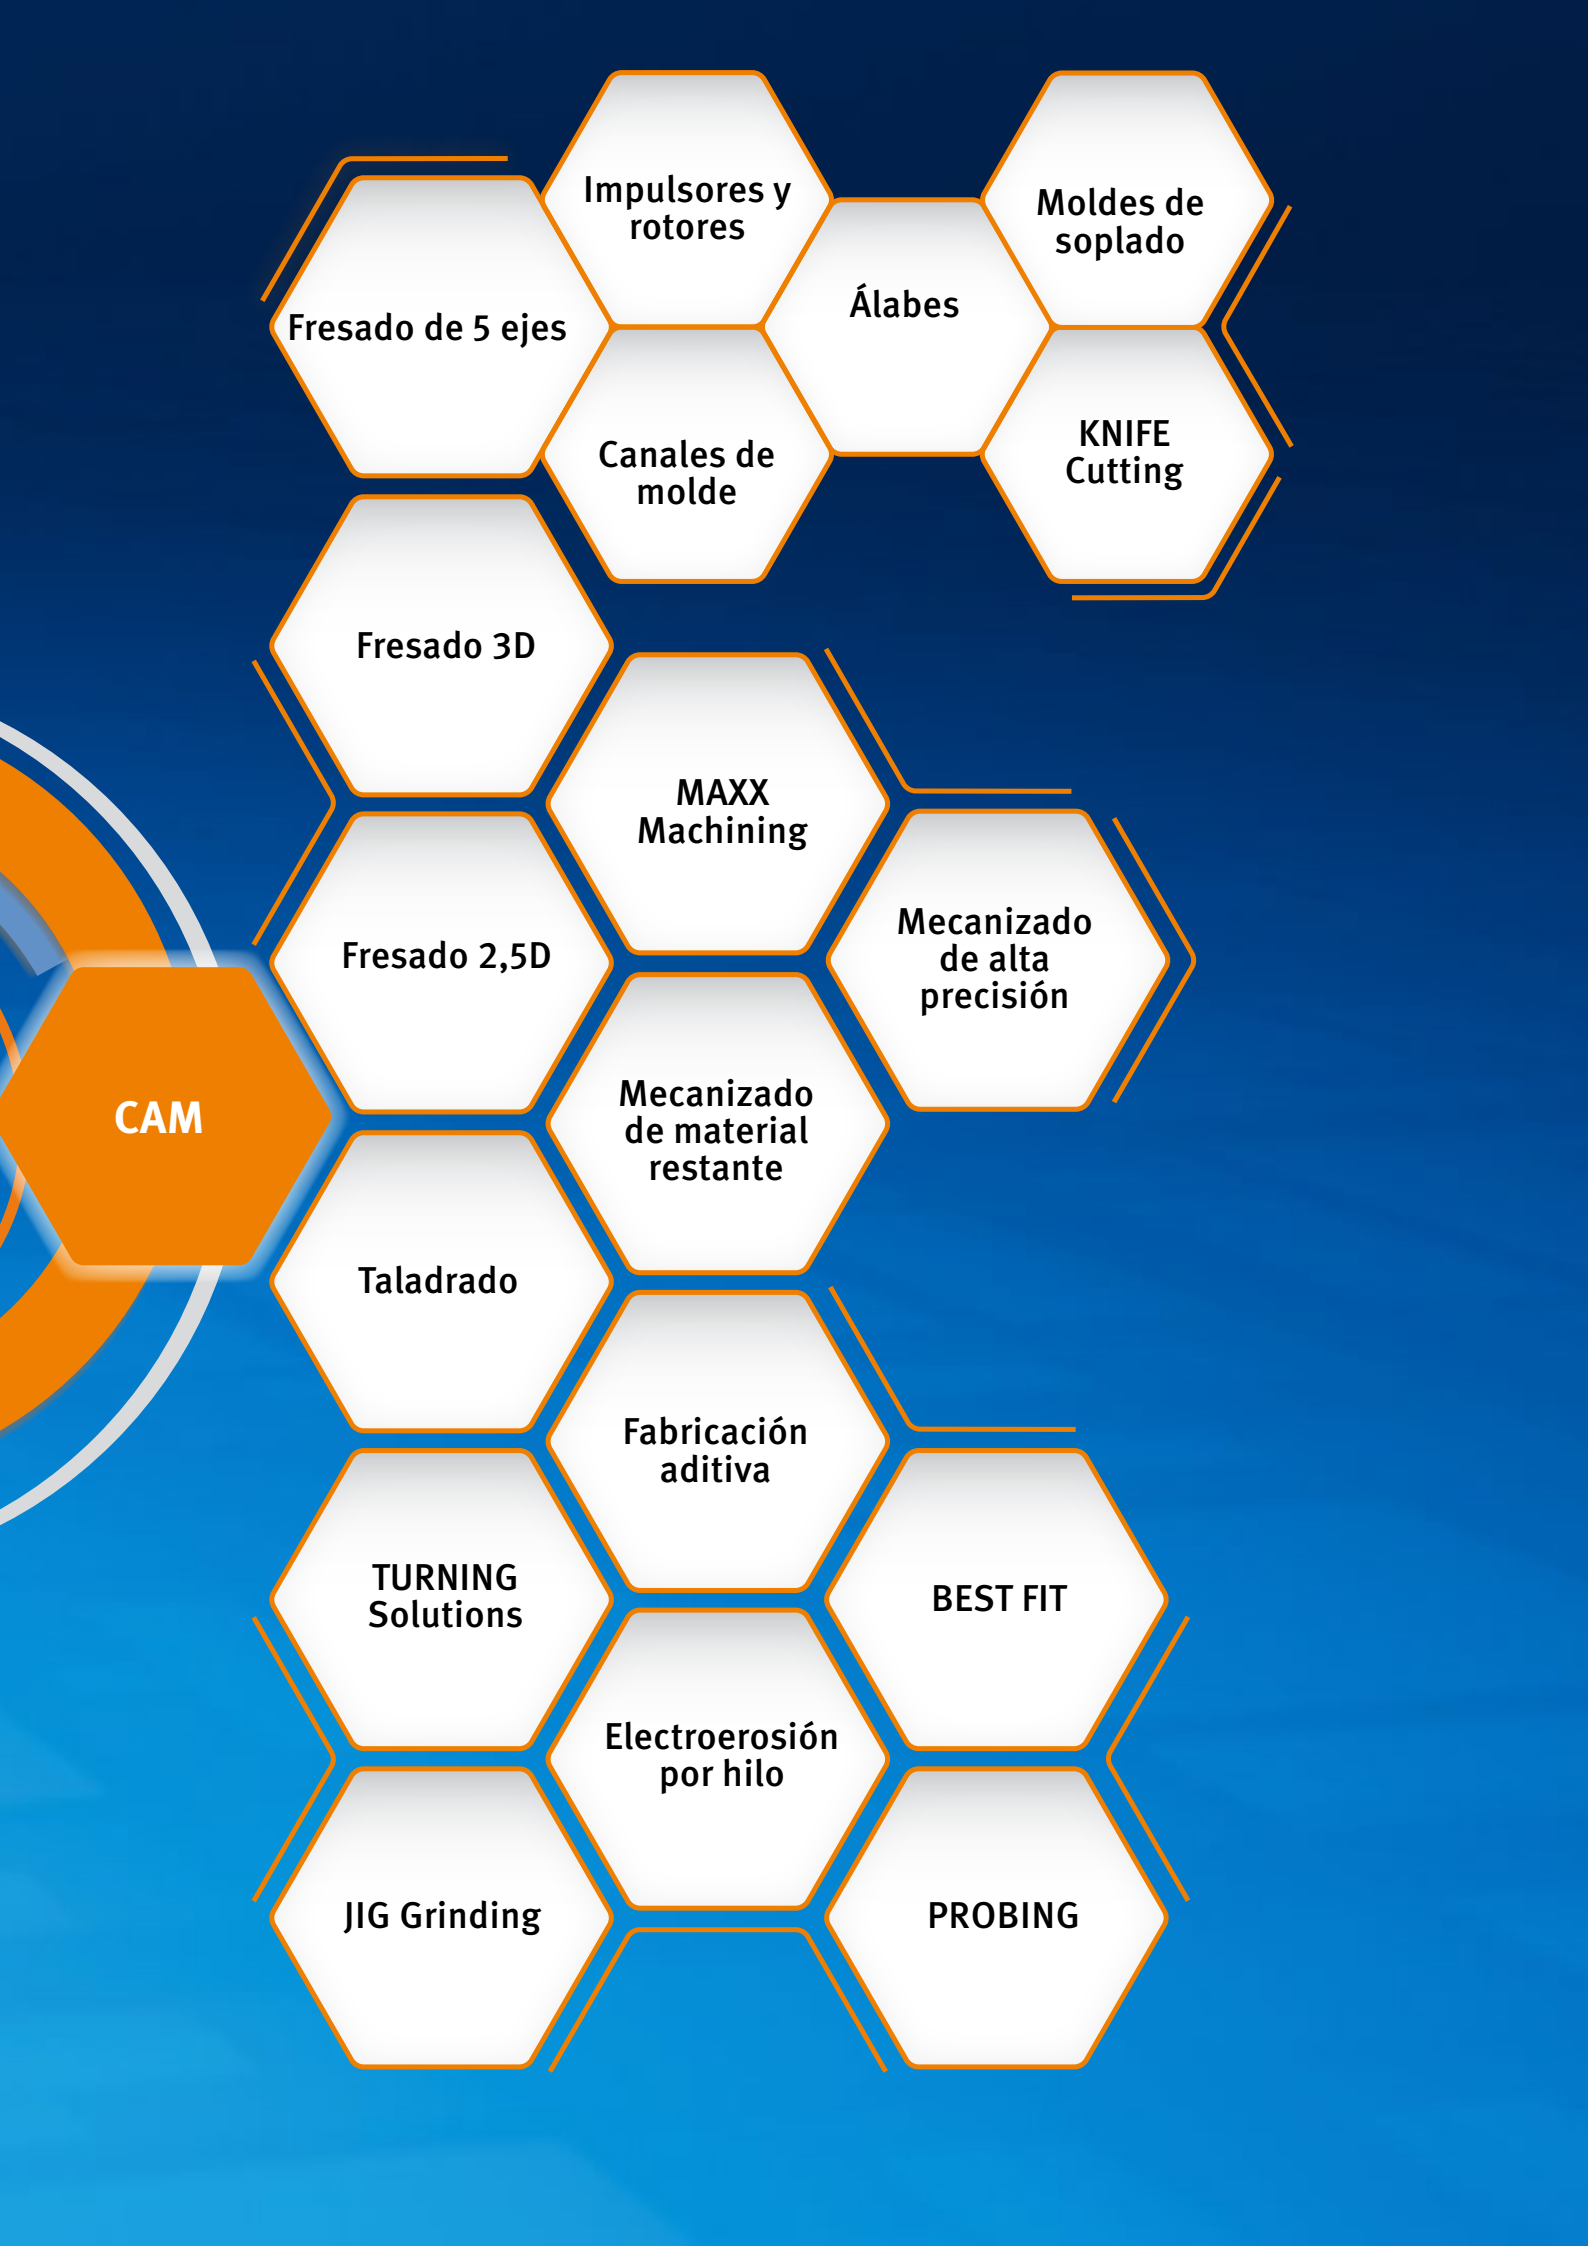 Impulsores y
rotores
Moldes de
soplado
Álabes
Fresado de 5 ejes
KNIFE
Cutting
Canales de
molde
Fresado 3D
MAXX
Machining
Mecanizado
de alta
precisión
Fresado 2,5D
CAM
Mecanizado
de material
restante
Taladrado
Fabricación
aditiva
TURNING
Solutions
BEST FIT
Electroerosión
por hilo
JIG Grinding
PROBING